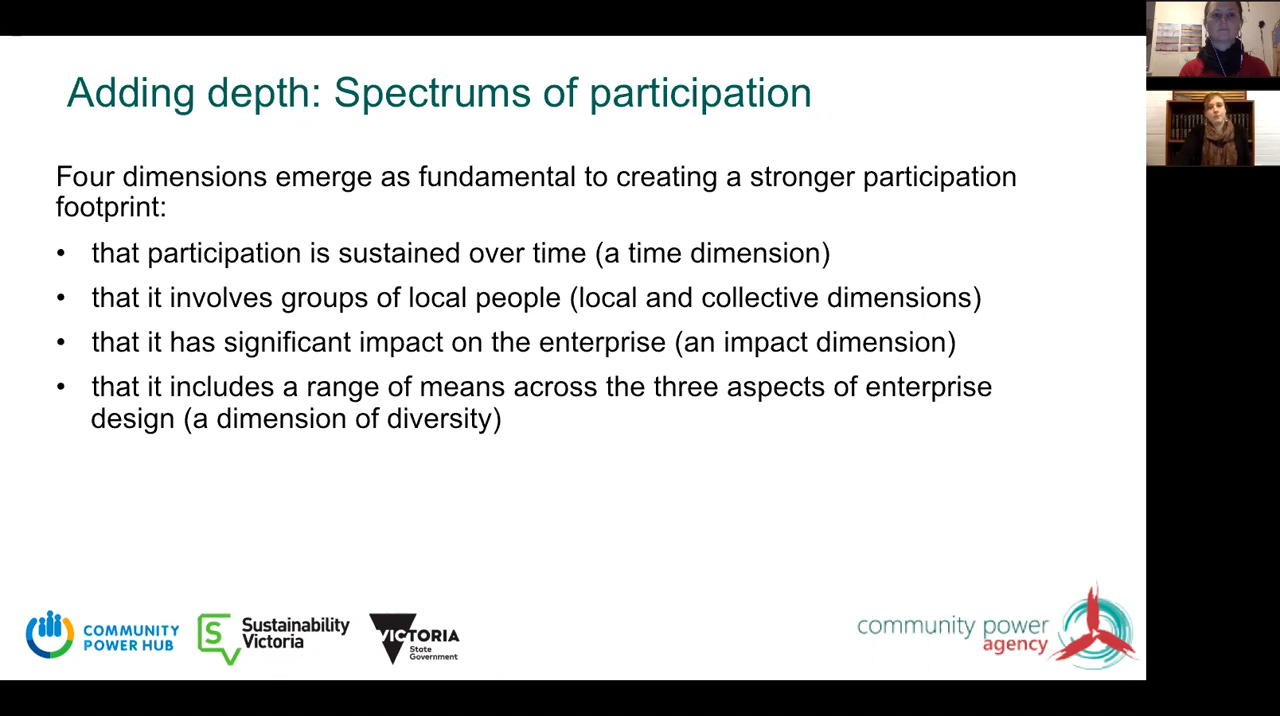 Adding depth: Spectrums of participation
Four dimensions emerge as fundamental to creating a stronger participation
footprint:
• that participation is sustained over time (a time dimension)
• that it involves groups of local people (local and collective dimensions)
• that it has significant impact on the enterprise (an impact dimension)
• that it includes a range of means across the three aspects of enterprise
design (a dimension of diversity)
COMMUNITY
POWER HUB
S
Sustainability
Victoria
VICTORIA
State
Government
community power
agency